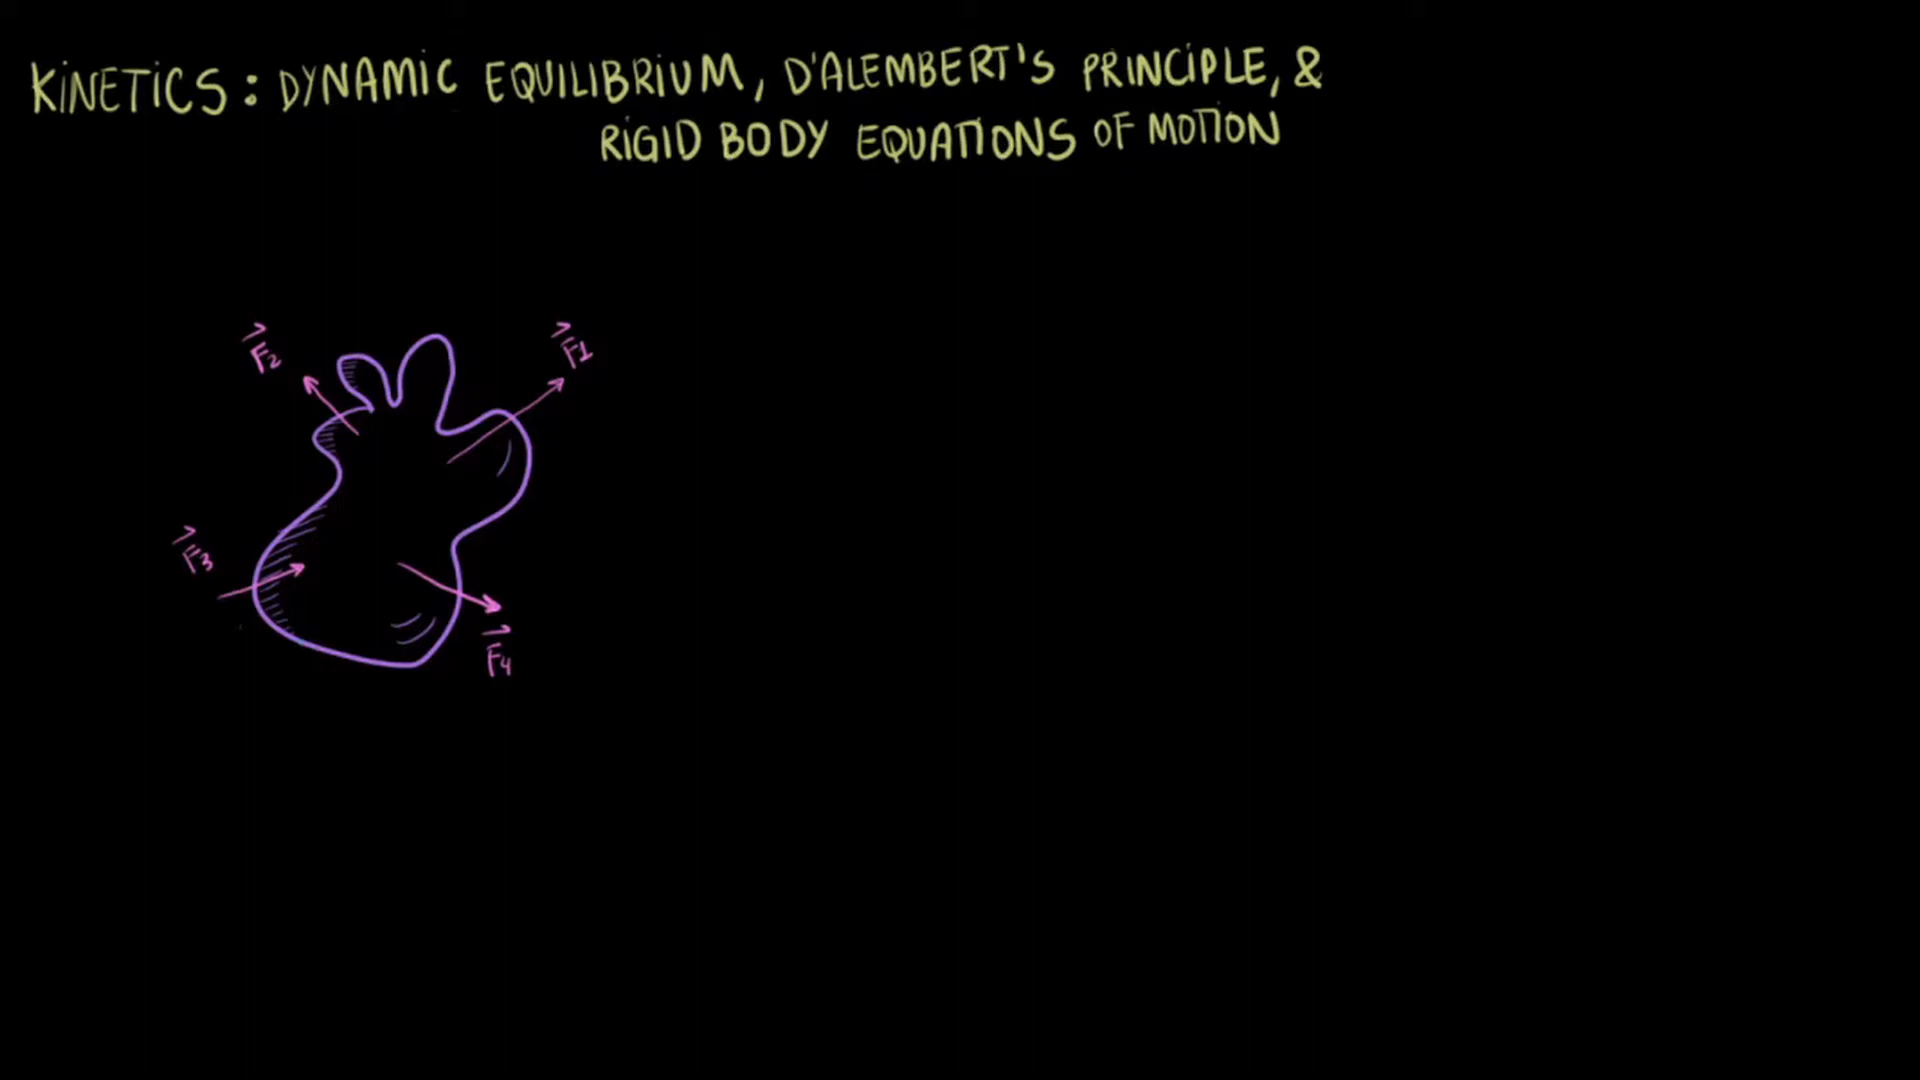 KINETICS: DYNAMIC EQUILIBRIUM, D'ALEMBERT'S PRINCIPLE, &
RIGID BODY EQUATIONS OF MOTION
F2
F1
F3
F4